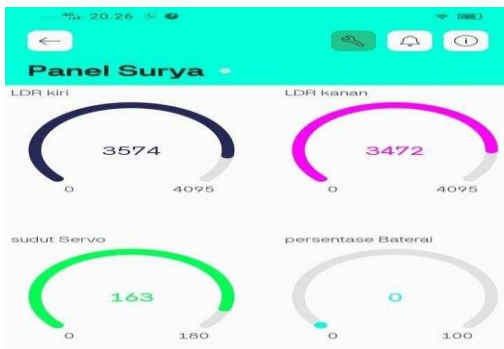 4G 20.26
Panel Surya
LDR kiri
LDR kanan
3574
3472
0
4095
0
4095
sudut Servo
persentase Baterai
163
0
0
180
0
100